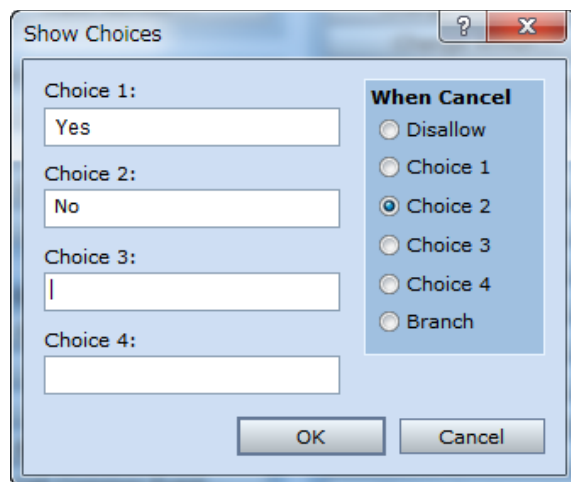 Show Choices
Choice 1:
Yes
Choice 2:
No
Choice 3:
Choice 4:
When Cancel
Disallow
Choice 1
Choice 2
Choice 3
Choice 4
Branch
OK
Cancel